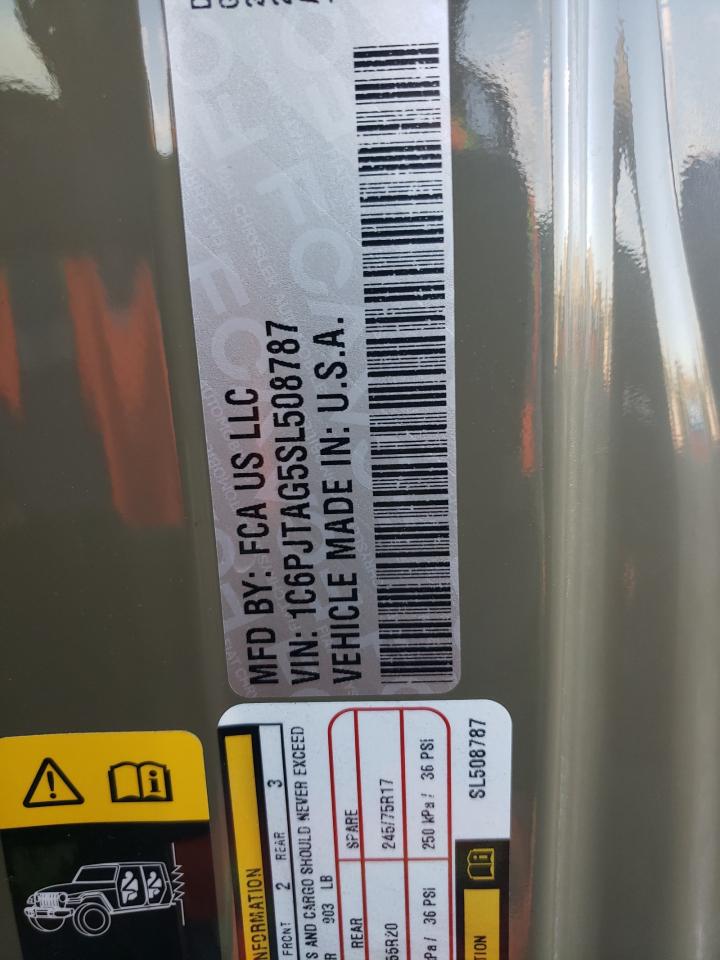 MFD BY: FCA US LLC
VIN: 1C6PJTAG5SL508787
VEHICLE MADE IN: U.S.A.
FRONT 2 REAR 3
S AND CARGO SHOULD NEVER EXCEED
903 LB
REAR SPARE
245/75R17
36 PSI 250 kPa / 36 PSI
SL508787